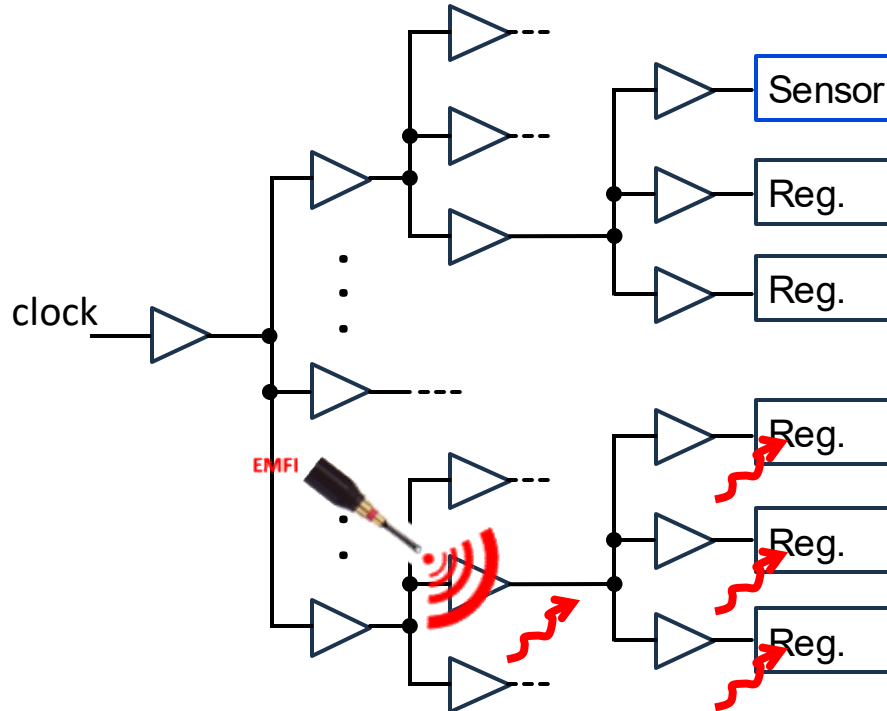 Sensor
Reg.
Reg.
clock
Reg.
EMFI
Reg.
Reg.